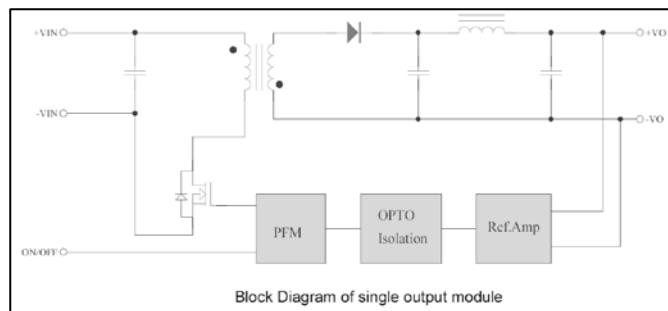 +VIN
+VO
-VIN
-VO
PFM
OPTO
Isolation
Ref.Amp
ON/OFF
Block Diagram of single output module